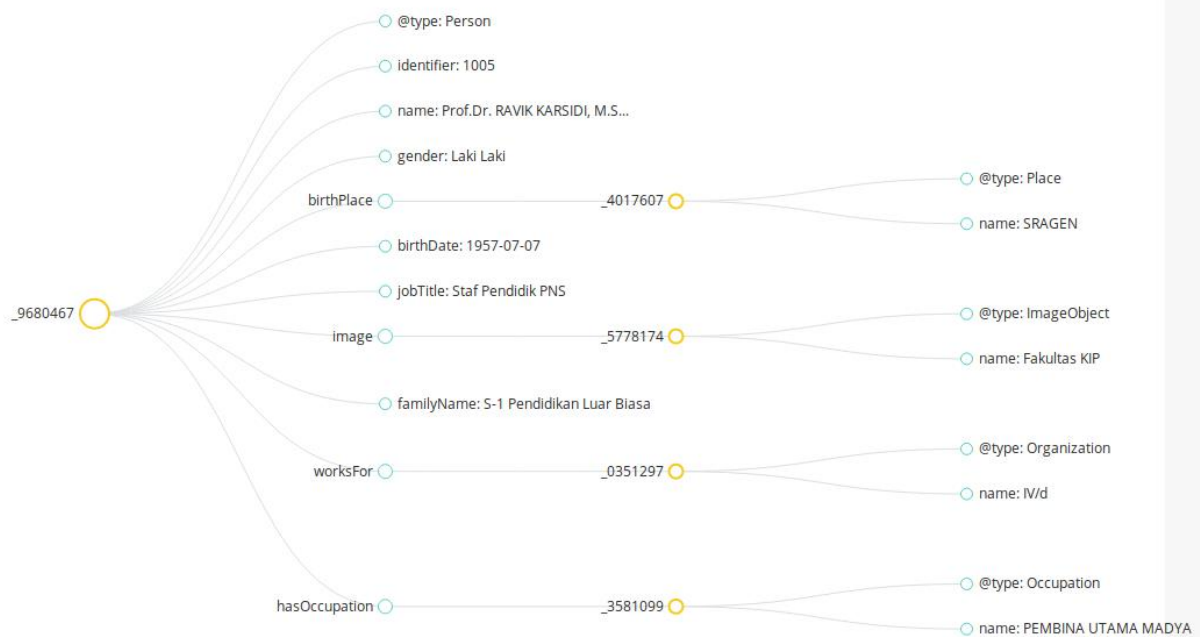 @type: Person
identifier: 1005
name: Prof.Dr. RAVIK KARSIDI, M.S...
gender: Laki Laki
birthPlace
_4017607
@type: Place
name: SRAGEN
birthDate: 1957-07-07
jobTitle: Staf Pendidik PNS
_9680467
image
_5778174
@type: ImageObject
name: Fakultas KIP
familyName: S-1 Pendidikan Luar Biasa
worksFor
_0351297
@type: Organization
name: IV/d
hasOccupation
_3581099
@type: Occupation
name: PEMBINA UTAMA MADYA